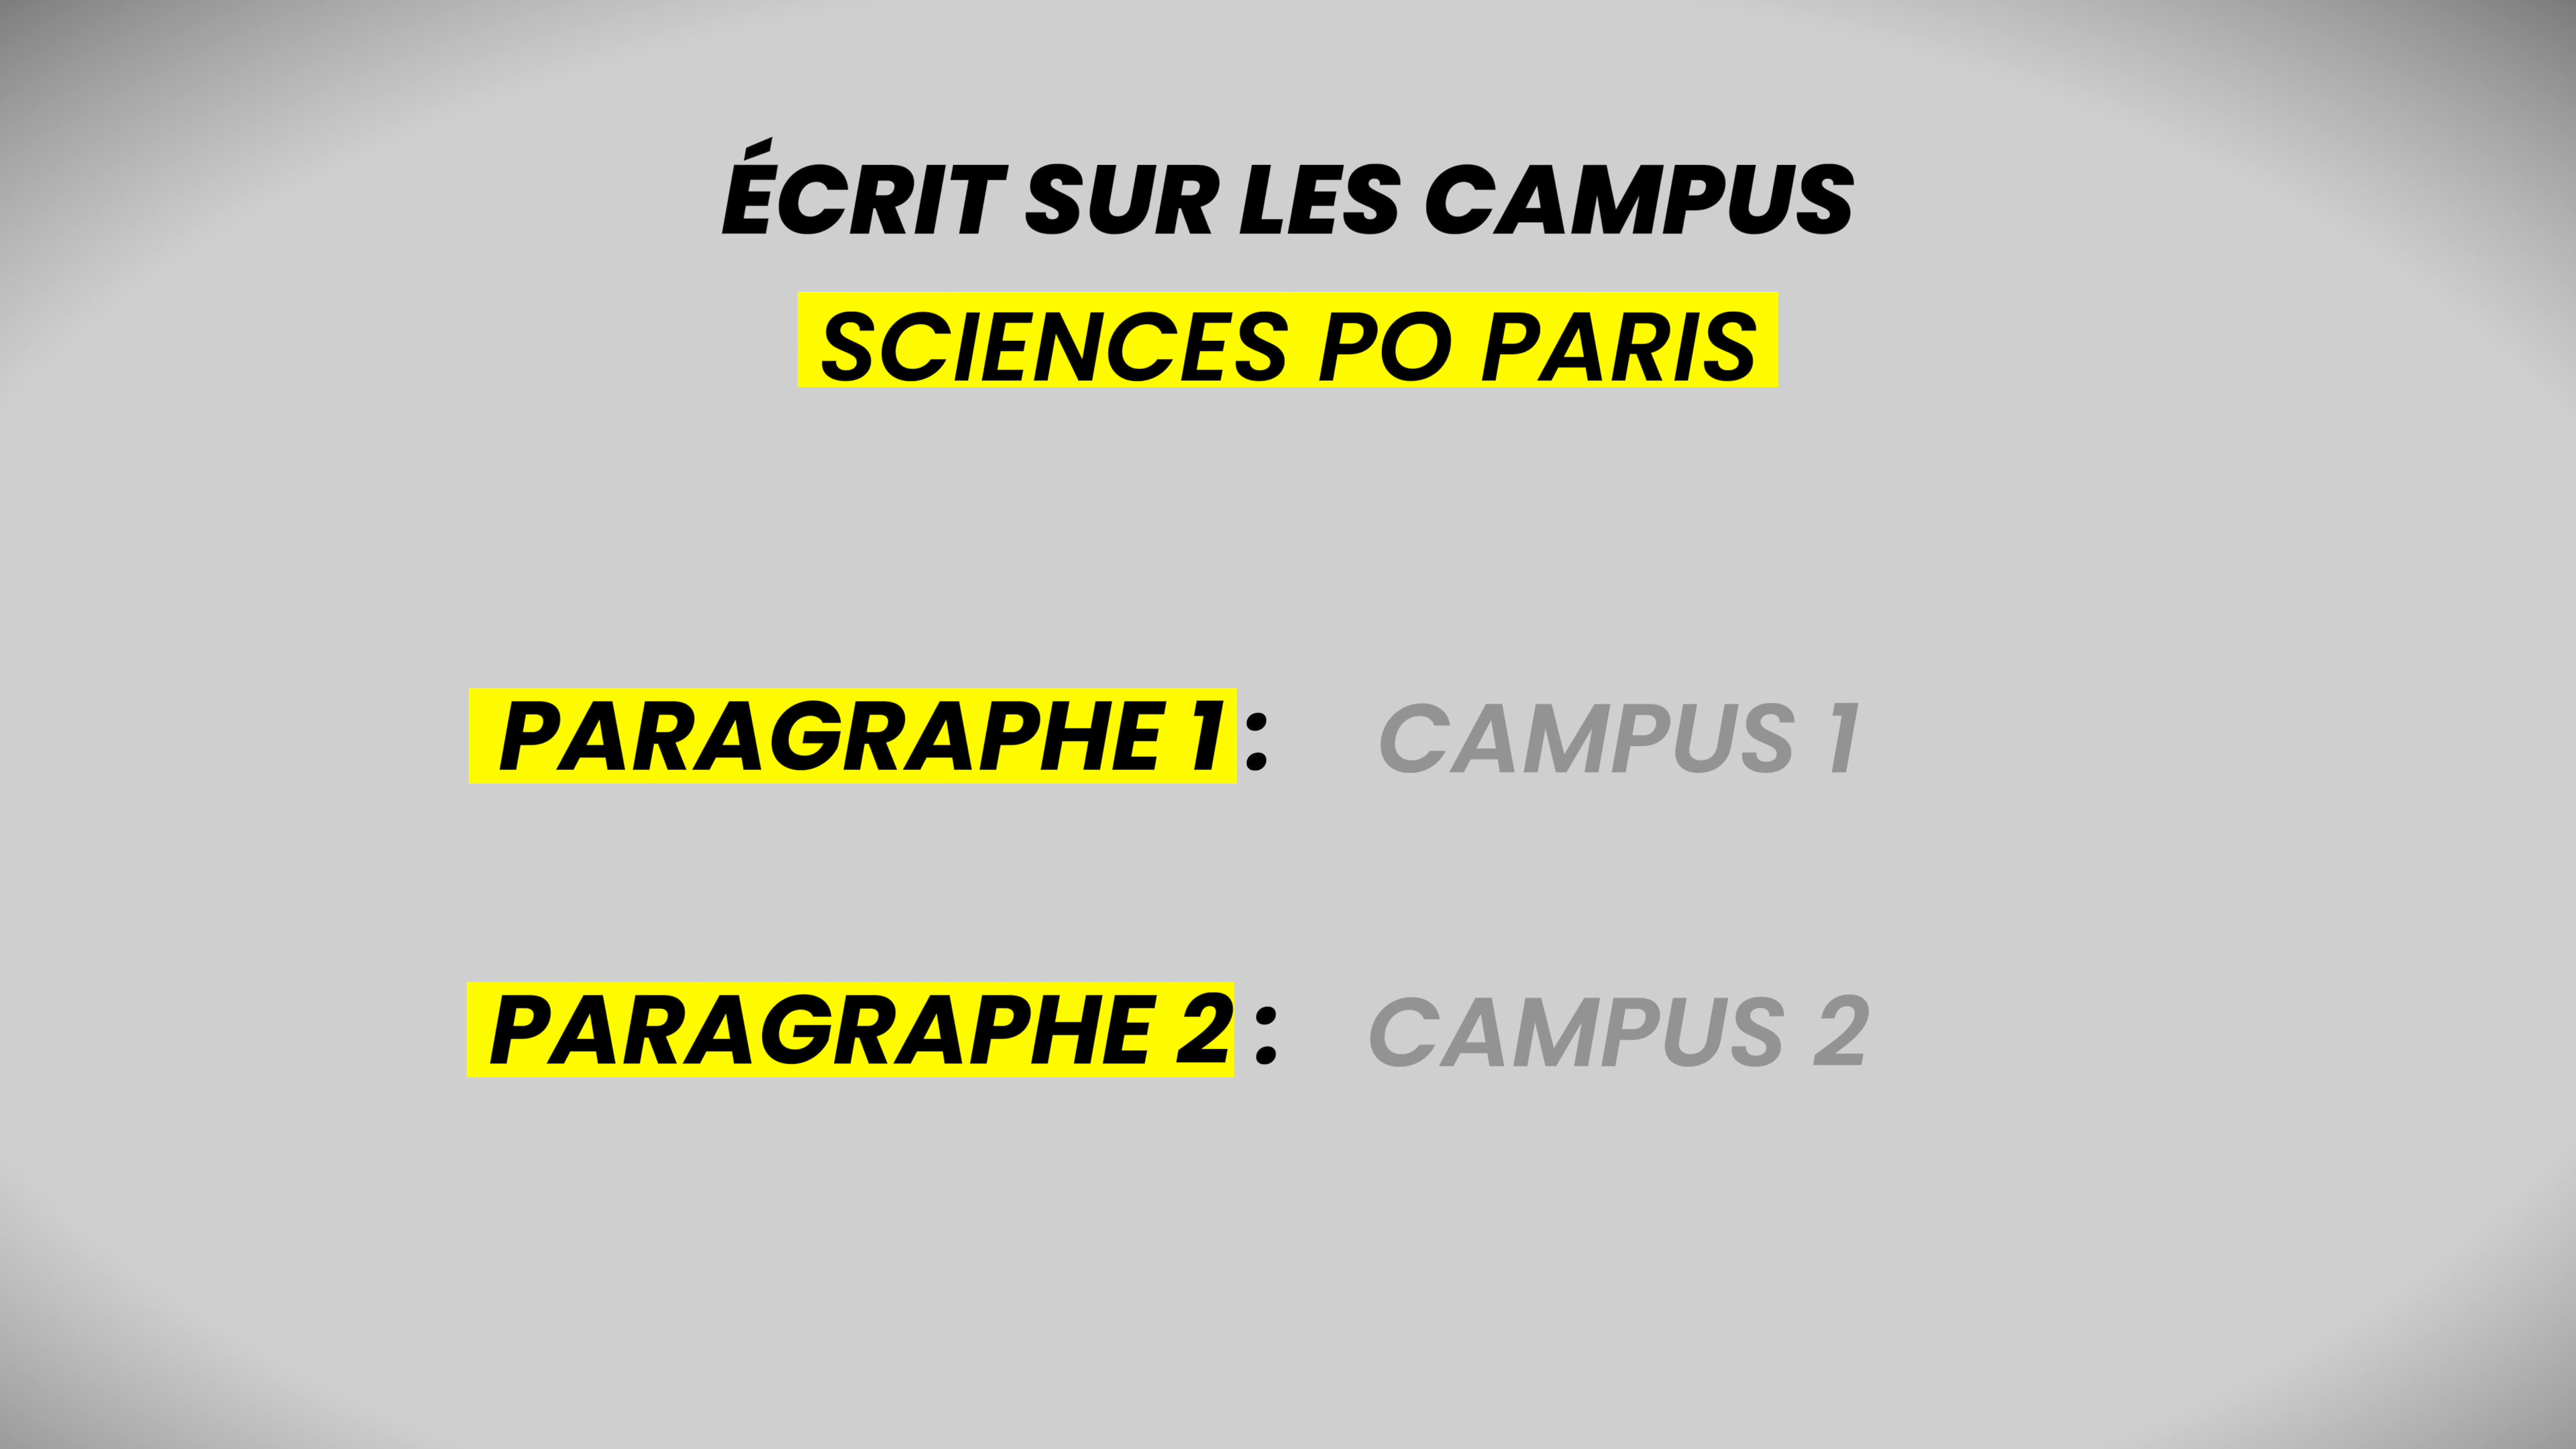 ÉCRIT SUR LES CAMPUS
SCIENCES PO PARIS
PARAGRAPHE 1 : CAMPUS 1
PARAGRAPHE 2 : CAMPUS 2